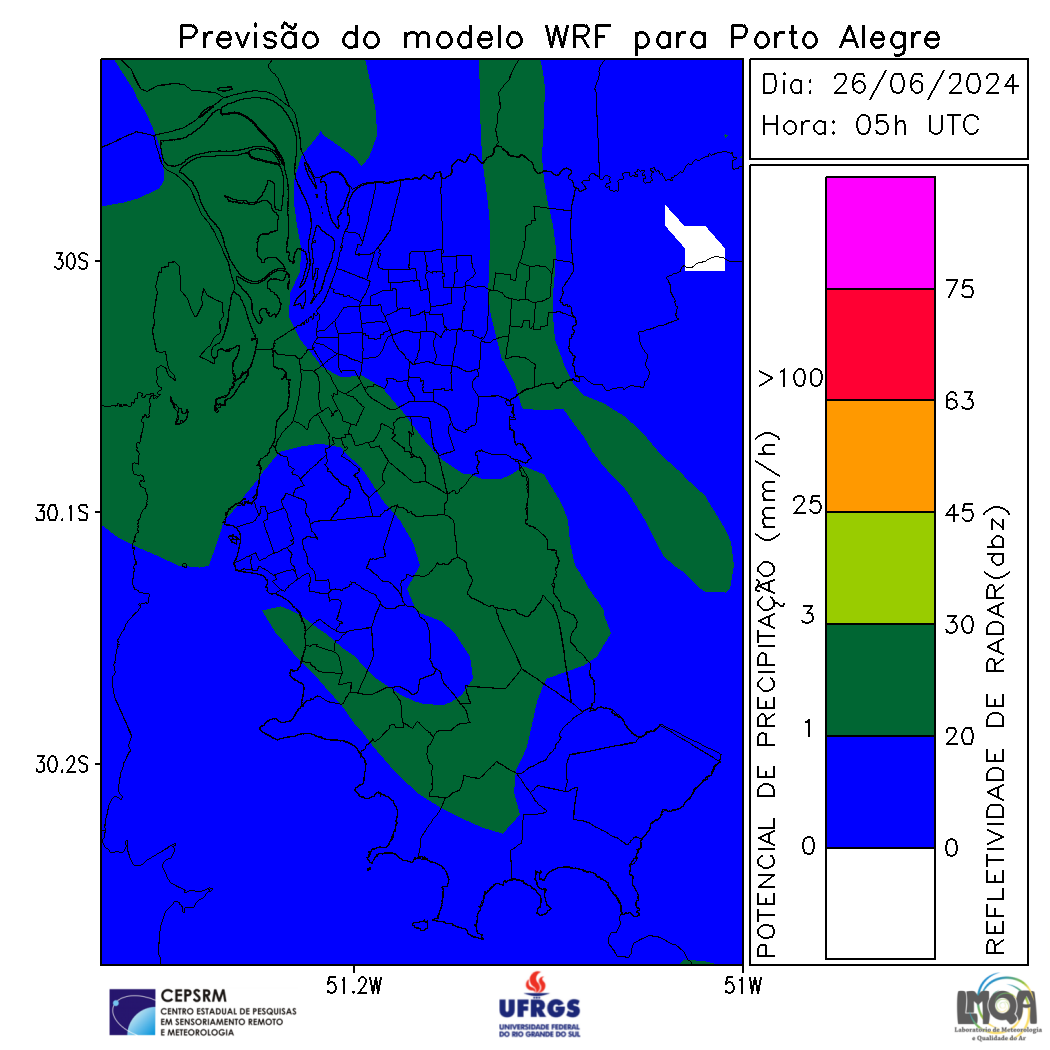 Previsão do modelo WRF para Porto Alegre
Dia: 26/06/2024
Hora: 05h UTC
30S
30.1S
30.2S
51.2W
51W
POTENCIAL DE PRECIPITAÇÃO (mm/h)
>100
25
3
1
0
75
63
45
30
20
0
REFLETIVIDADE DE RADAR(dbz)
CEPSRM
CENTRO ESTADUAL DE PESQUISAS
EM SENSORIAMENTO REMOTO
E METEOROLOGIA
UFRGS
UNIVERSIDADE FEDERAL
DO RIO GRANDE DO SUL
LMQA
Laboratório de Meteorologia
e Qualidade do Ar